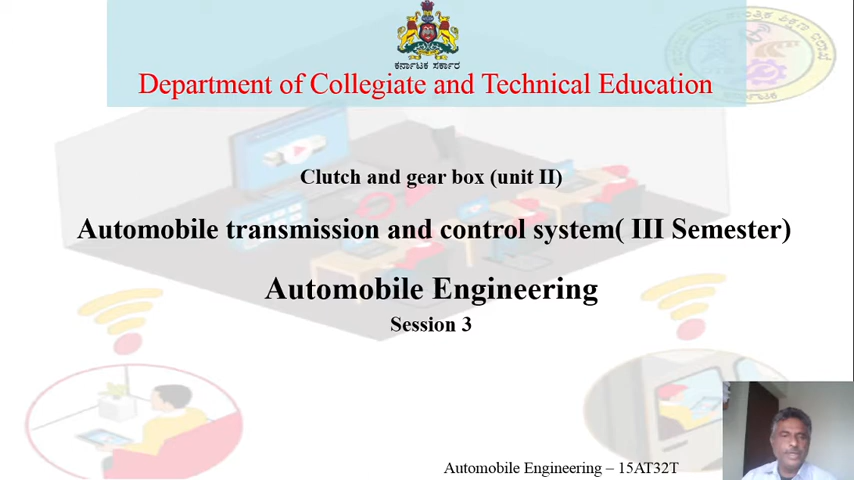 ಕರ್ನಾಟಕ ಸರ್ಕಾರ
Department of Collegiate and Technical Education
Clutch and gear box (unit II)
Automobile transmission and control system( III Semester)
Automobile Engineering
Session 3
Automobile Engineering – 15AT32T